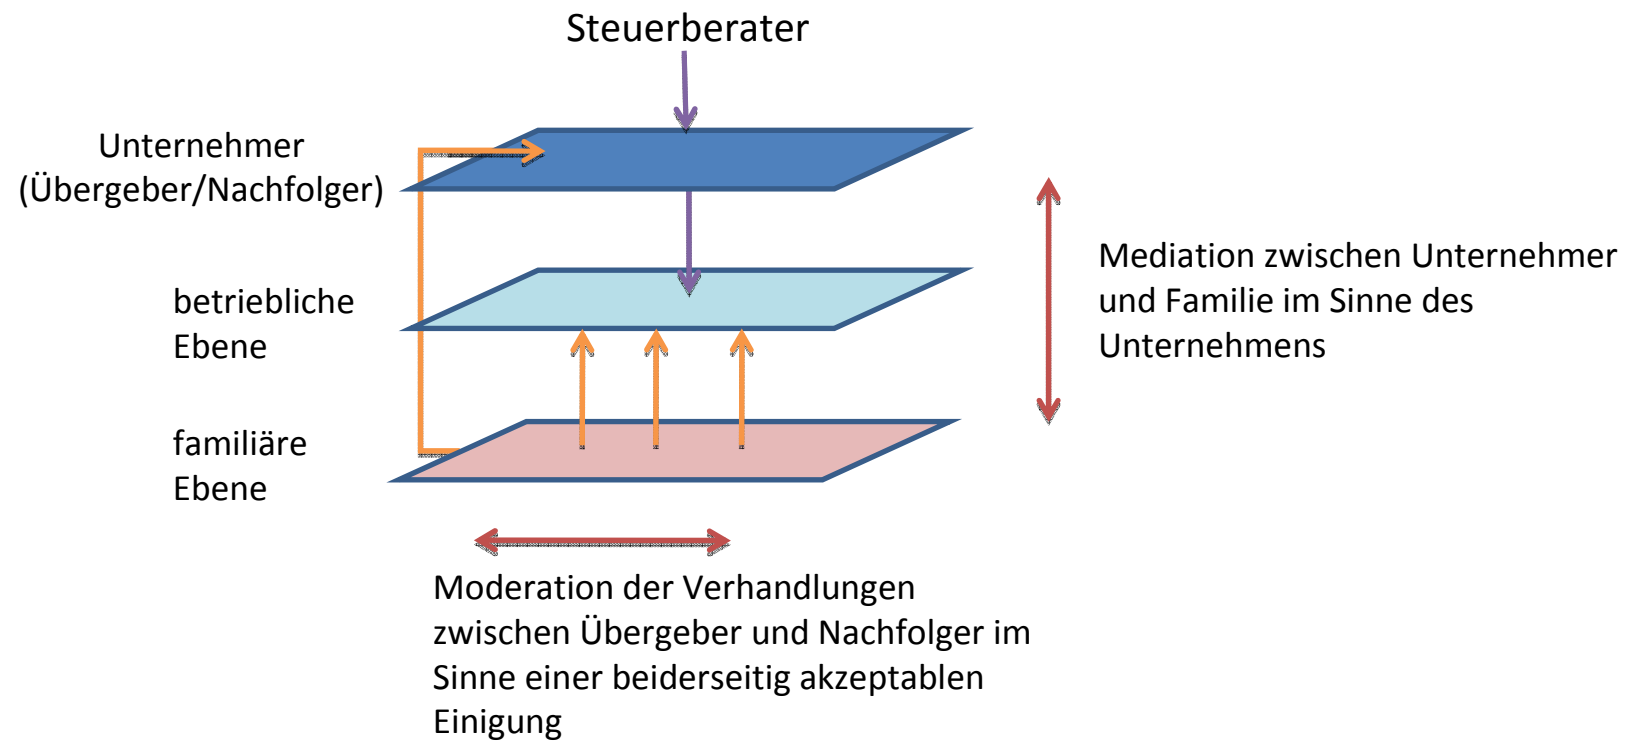 Steuerberater
Unternehmer
(Übergeber/Nachfolger)
betriebliche
Ebene
familiäre
Ebene
Mediation zwischen Unternehmer
und Familie im Sinne des
Unternehmens
Moderation der Verhandlungen
zwischen Übergeber und Nachfolger im
Sinne einer beiderseitig akzeptablen
Einigung